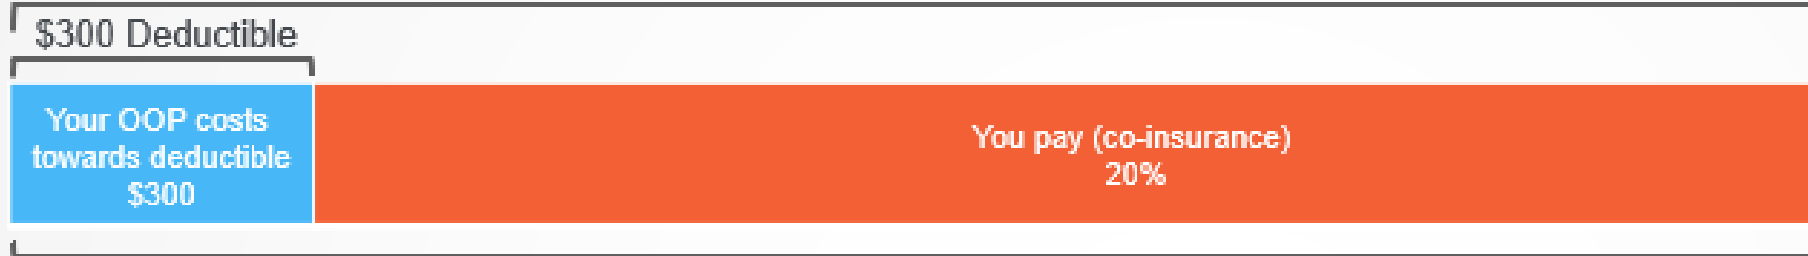 $300 Deductible
Your OOP costs
towards deductible
$300
You pay (co-insurance)
20%